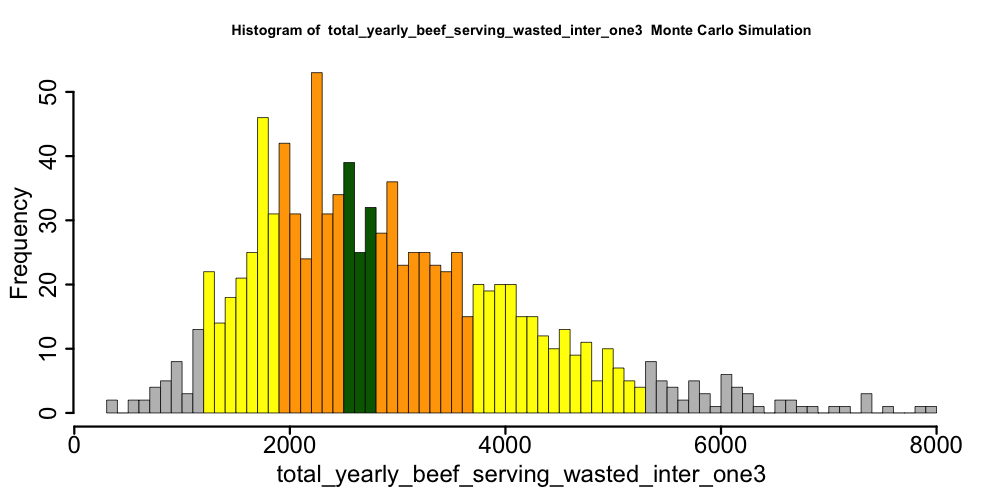 Histogram of total_yearly_beef_serving_wasted_inter_one3 Monte Carlo Simulation
Frequency
50
40
30
20
10
0
0 2000 4000 6000 8000
total_yearly_beef_serving_wasted_inter_one3